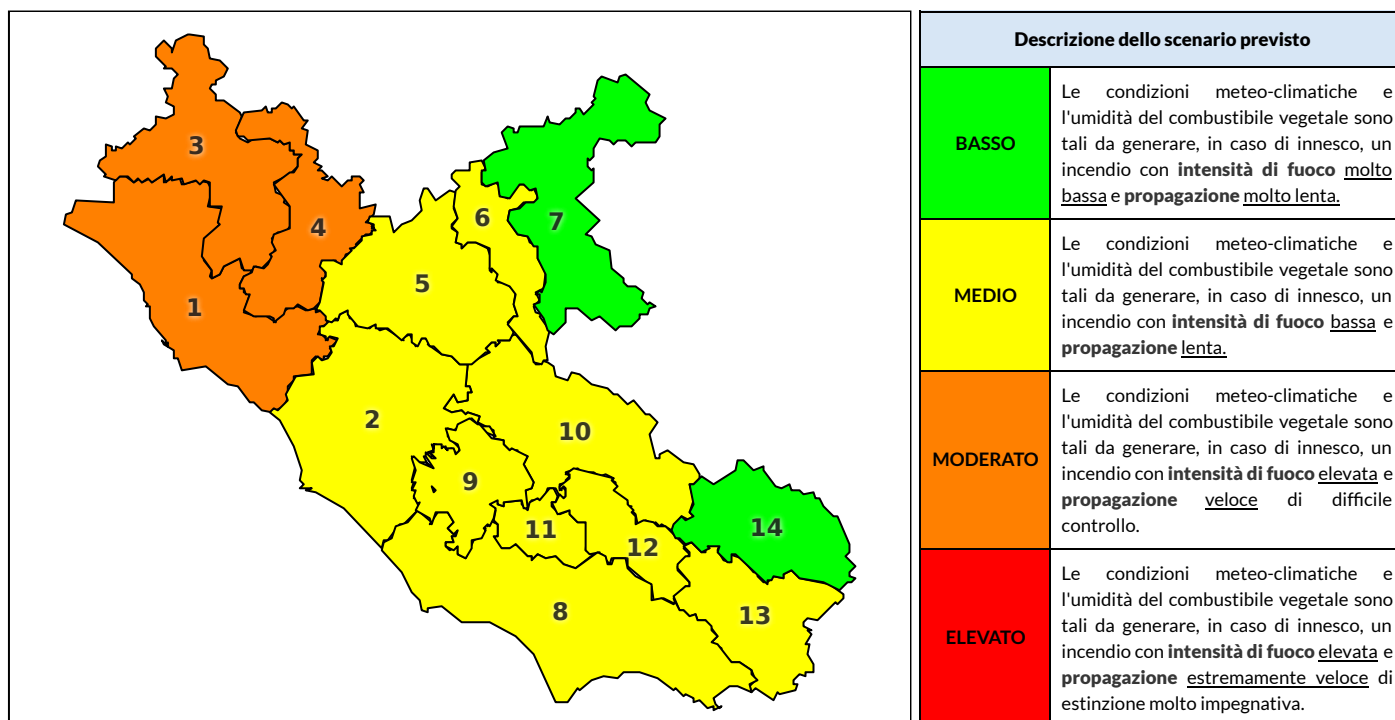 3
4
6
7
5
1
2
10
9
14
11
12
8
13
Descrizione dello scenario previsto
BASSO
Le condizioni meteo-climatiche e
l'umidità del combustibile vegetale sono
tali da generare, in caso di innesco, un
incendio con intensità di fuoco molto
bassa e propagazione molto lenta.
MEDIO
Le condizioni meteo-climatiche e
l'umidità del combustibile vegetale sono
tali da generare, in caso di innesco, un
incendio con intensità di fuoco bassa e
propagazione lenta.
MODERATO
Le condizioni meteo-climatiche e
l'umidità del combustibile vegetale sono
tali da generare, in caso di innesco, un
incendio con intensità di fuoco elevata e
propagazione veloce di difficile
controllo.
ELEVATO
Le condizioni meteo-climatiche e
l'umidità del combustibile vegetale sono
tali da generare, in caso di innesco, un
incendio con intensità di fuoco elevata e
propagazione estremamente veloce di
estinzione molto impegnativa.